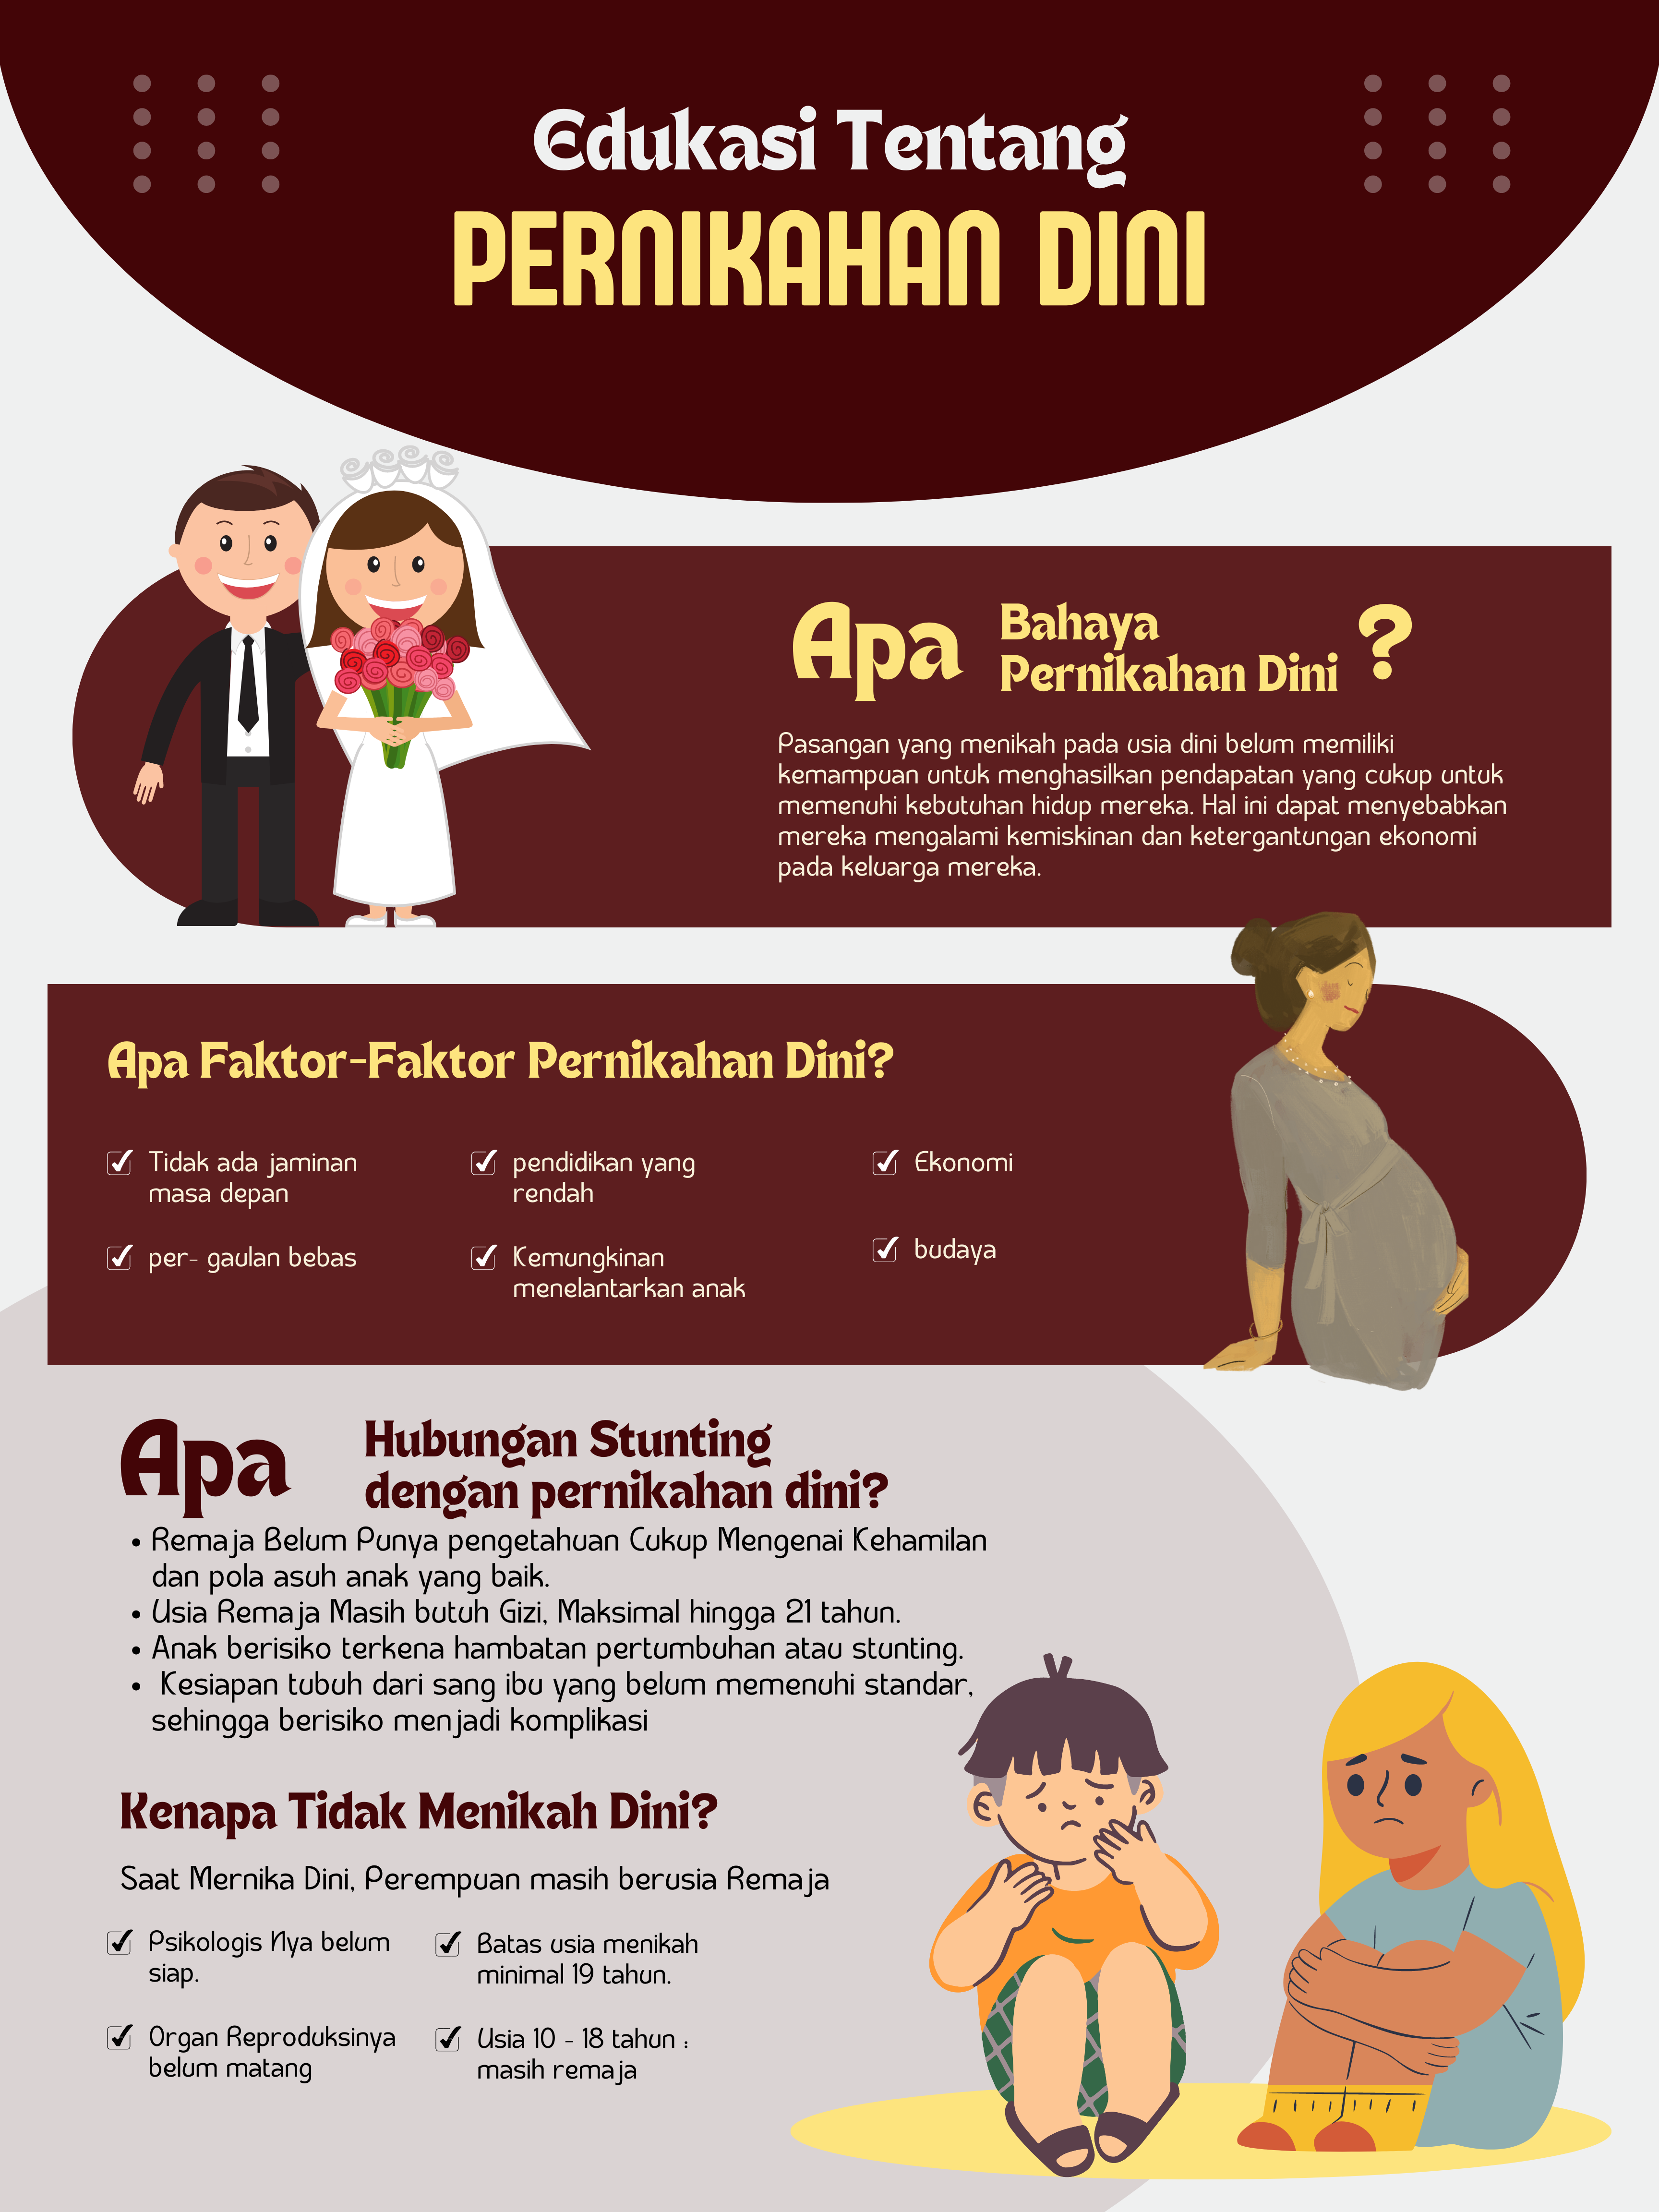 Edukasi Tentang
PERNIKAHAN DINI
Apa Bahaya
Pernikahan Dini ?
Pasangan yang menikah pada usia dini belum memiliki
kemampuan untuk menghasilkan pendapatan yang cukup untuk
memenuhi kebutuhan hidup mereka. Hal ini dapat menyebabkan
mereka mengalami kemiskinan dan ketergantungan ekonomi
pada keluarga mereka.
Apa Faktor-Faktor Pernikahan Dini?
Tidak ada jaminan
masa depan
per- gaulan bebas
pendidikan yang
rendah
Kemungkinan
menelantarkan anak
Ekonomi
budaya
Apa Hubungan Stunting
dengan pernikahan dini?
• Remaja Belum Punya pengetahuan Cukup Mengenai Kehamilan
dan pola asuh anak yang baik.
• Usia Remaja Masih butuh Gizi, Maksimal hingga 21 tahun.
• Anak berisiko terkena hambatan pertumbuhan atau stunting.
• Kesiapan tubuh dari sang ibu yang belum memenuhi standar,
sehingga berisiko menjadi komplikasi
Kenapa Tidak Menikah Dini?
Saat Mernika Dini, Perempuan masih berusia Remaja
Psikologis Nya belum
siap.
Organ Reproduksinya
belum matang
Batas usia menikah
minimal 19 tahun.
Usia 10 - 18 tahun :
masih remaja